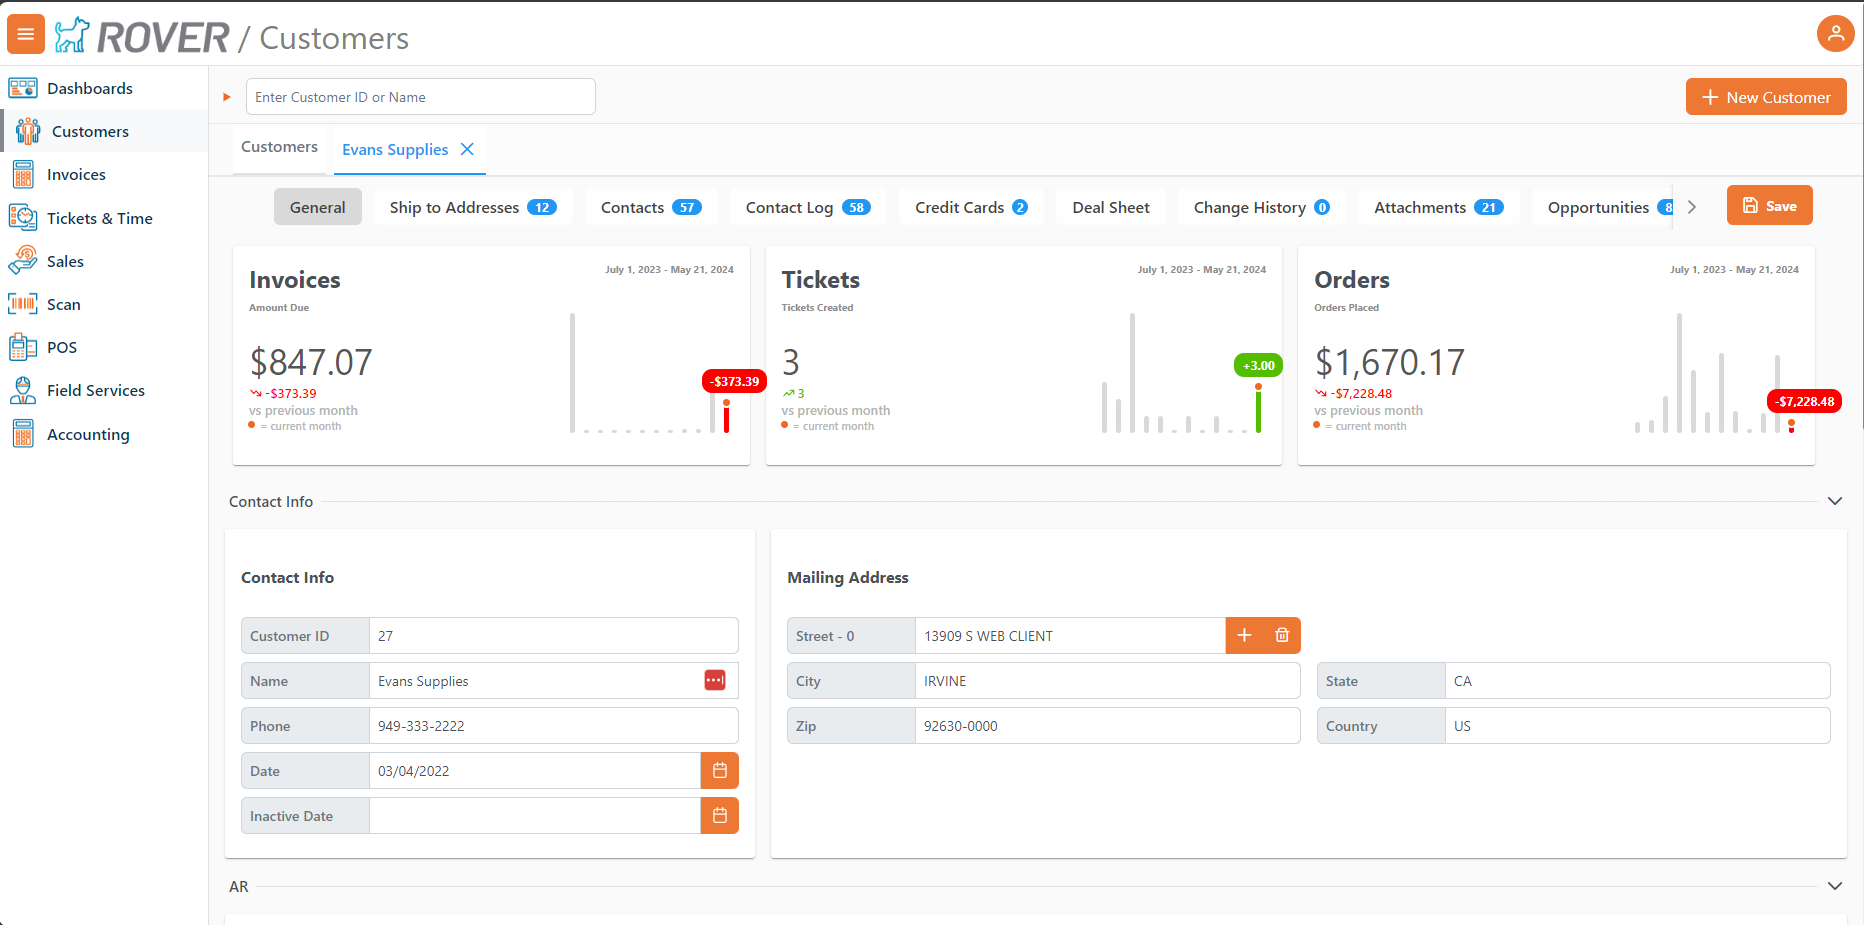 ROVER / Customers
Dashboards
Customers
Invoices
Tickets & Time
Sales
Scan
POS
Field Services
Accounting
Enter Customer ID or Name
New Customer
Customers
Evans Supplies
General
Ship to Addresses 12
Contacts 57
Contact Log 58
Credit Cards 2
Deal Sheet
Change History 0
Attachments 21
Opportunities 8
Save
Invoices
July 1, 2023 - May 21, 2024
Amount Due
$847.07
-$373.39
-$373.39
vs previous month
= current month
Tickets
July 1, 2023 - May 21, 2024
Tickets Created
3
+3.00
3
vs previous month
= current month
Orders
July 1, 2023 - May 21, 2024
Orders Placed
$1,670.17
-$7,228.48
-$7,228.48
vs previous month
= current month
Contact Info
Contact Info
Customer ID 27
Name Evans Supplies
Phone 949-333-2222
Date 03/04/2022
Inactive Date
Mailing Address
Street - 0 13909 S WEB CLIENT
City IRVINE
State CA
Zip 92630-0000
Country US
AR